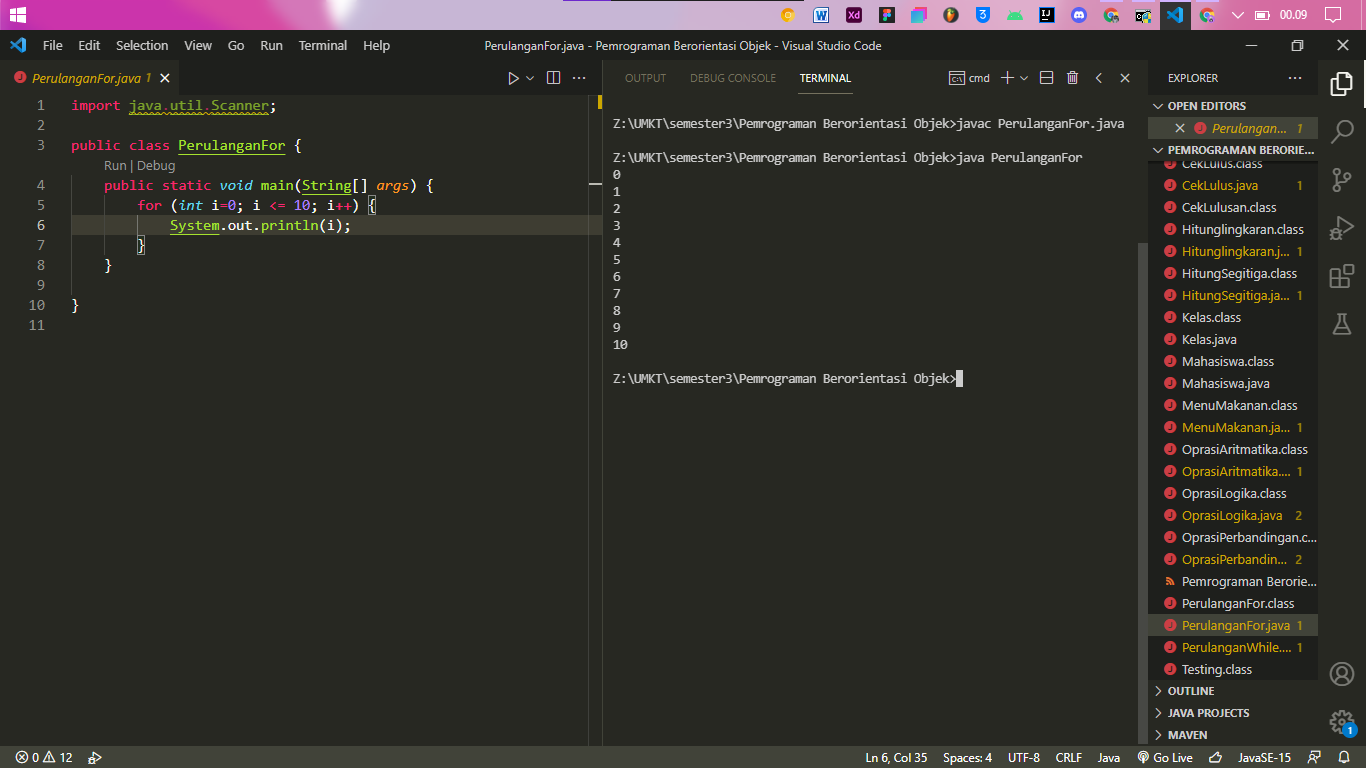 00.09
File Edit Selection View Go Run Terminal Help
PerulanganFor.java - Pemrograman Berorientasi Objek - Visual Studio Code
PerulanganFor.java 1
1 import java.util.Scanner;
2
3 public class PerulanganFor {
Run | Debug
4 public static void main(String[] args) {
5 for (int i=0; i <= 10; i++) {
6 System.out.println(i);
7 }
8 }
9
10 }
11
OUTPUT DEBUG CONSOLE TERMINAL
cmd
Z:\UMKT\semester3\Pemrograman Berorientasi Objek>javac PerulanganFor.java
Z:\UMKT\semester3\Pemrograman Berorientasi Objek>java PerulanganFor
0
1
2
3
4
5
6
7
8
9
10
Z:\UMKT\semester3\Pemrograman Berorientasi Objek>
EXPLORER
OPEN EDITORS
Perulangan... 1
PEMROGRAMAN BERORIE...
CekLulus.class
CekLulus.java 1
CekLulusan.class
Hitunglingkaran.class
Hitunglingkaran.j... 1
HitungSegitiga.class
HitungSegitiga.ja... 1
Kelas.class
Kelas.java
Mahasiswa.class
Mahasiswa.java
MenuMakanan.class
MenuMakanan.ja... 1
OprasiAritmatika.class
OprasiAritmatika.... 1
OprasiLogika.class
OprasiLogika.java 2
OprasiPerbandingan.c...
OprasiPerbandin... 2
Pemrograman Berorie...
PerulanganFor.class
PerulanganFor.java 1
PerulanganWhile.... 1
Testing.class
OUTLINE
JAVA PROJECTS
MAVEN
1
0 12
Ln 6, Col 35 Spaces: 4 UTF-8 CRLF Java Go Live JavaSE-15